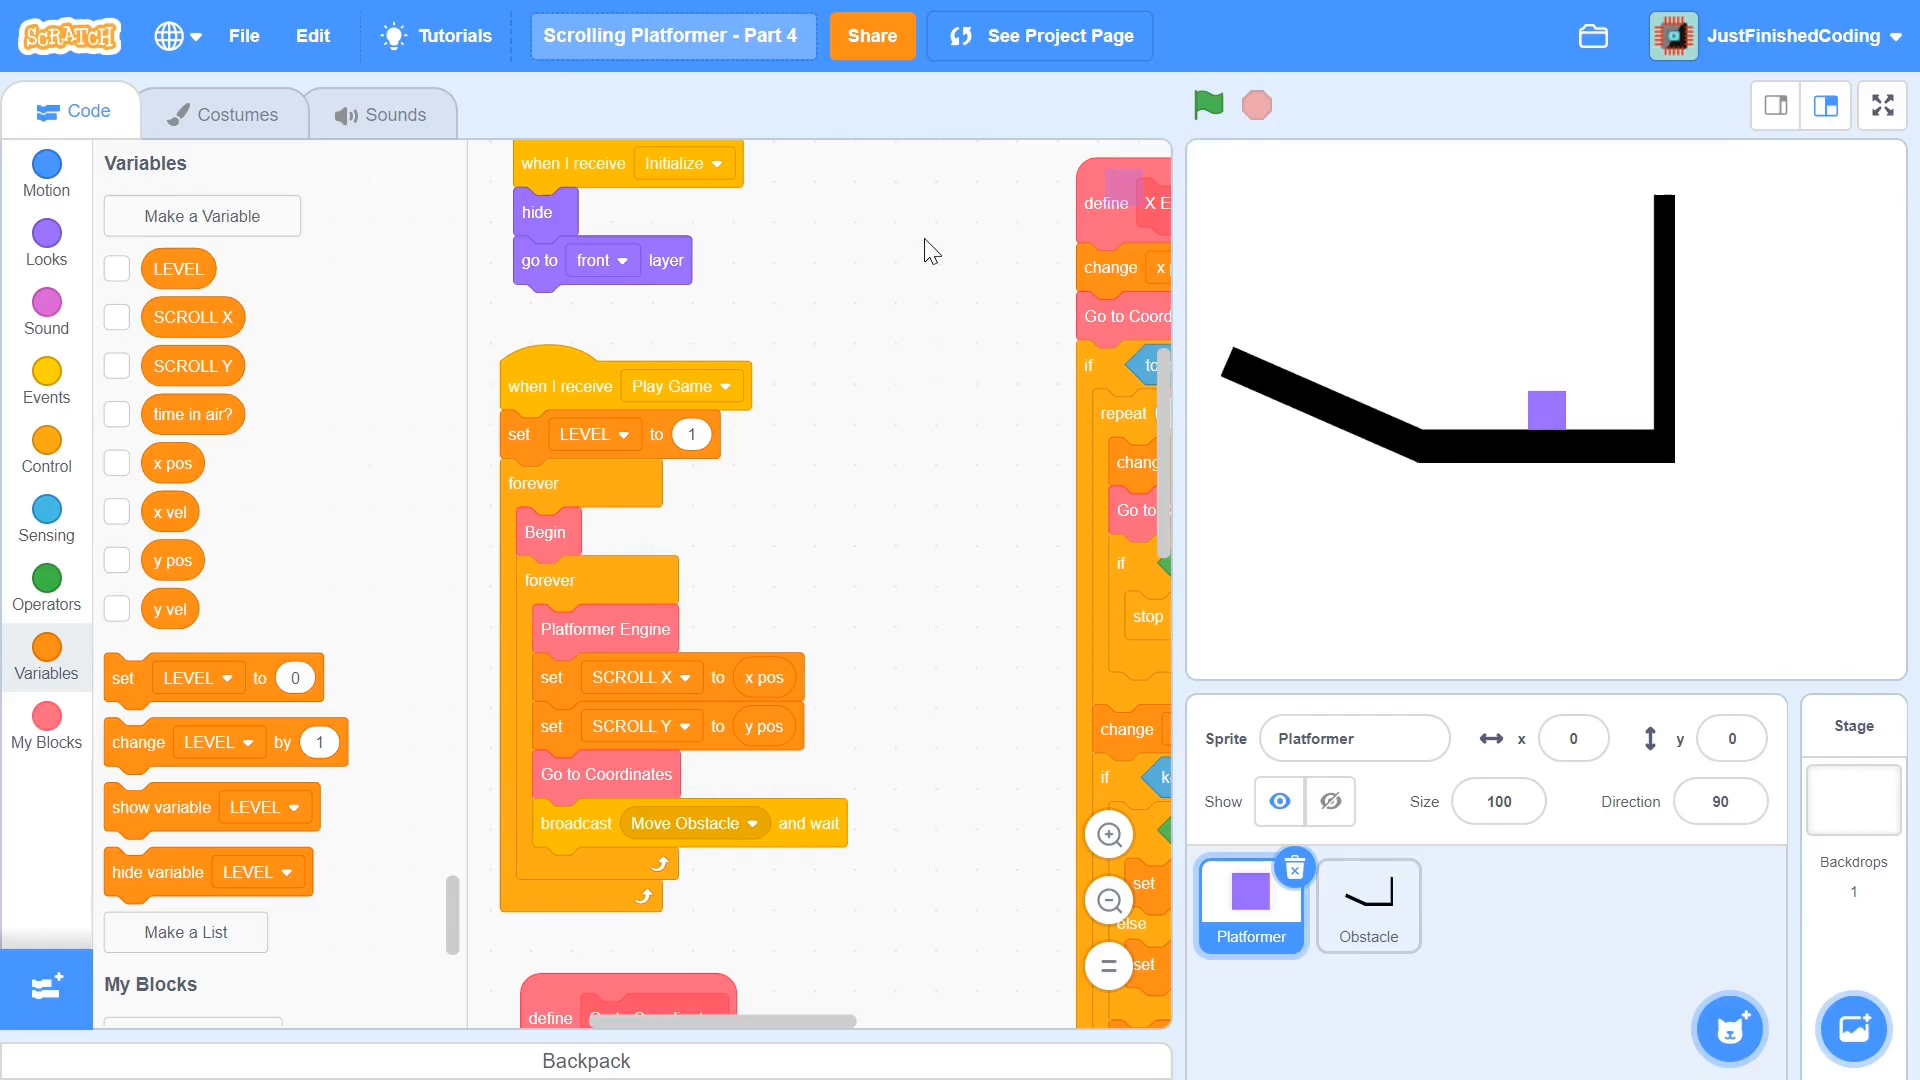 SCRATCH
File
Edit
Tutorials
Scrolling Platformer - Part 4
Share
See Project Page
JustFinishedCoding
Code
Costumes
Sounds
Motion
Looks
Sound
Events
Control
Sensing
Operators
Variables
My Blocks
Variables
Make a Variable
LEVEL
SCROLL X
SCROLL Y
time in air?
x pos
x vel
y pos
y vel
set LEVEL to 0
change LEVEL by 1
show variable LEVEL
hide variable LEVEL
Make a List
My Blocks
when I receive Initialize
hide
go to front layer
when I receive Play Game
set LEVEL to 1
forever
Begin
forever
Platformer Engine
set SCROLL X to x pos
set SCROLL Y to y pos
Go to Coordinates
broadcast Move Obstacle and wait
define
define X E
change x
Go to Coord
if to
repeat
chang
Go to
if
stop
change
if k
set
else
set
Backpack
Sprite Platformer x 0 y 0
Show Size 100 Direction 90
Platformer
Obstacle
Stage
Backdrops
1